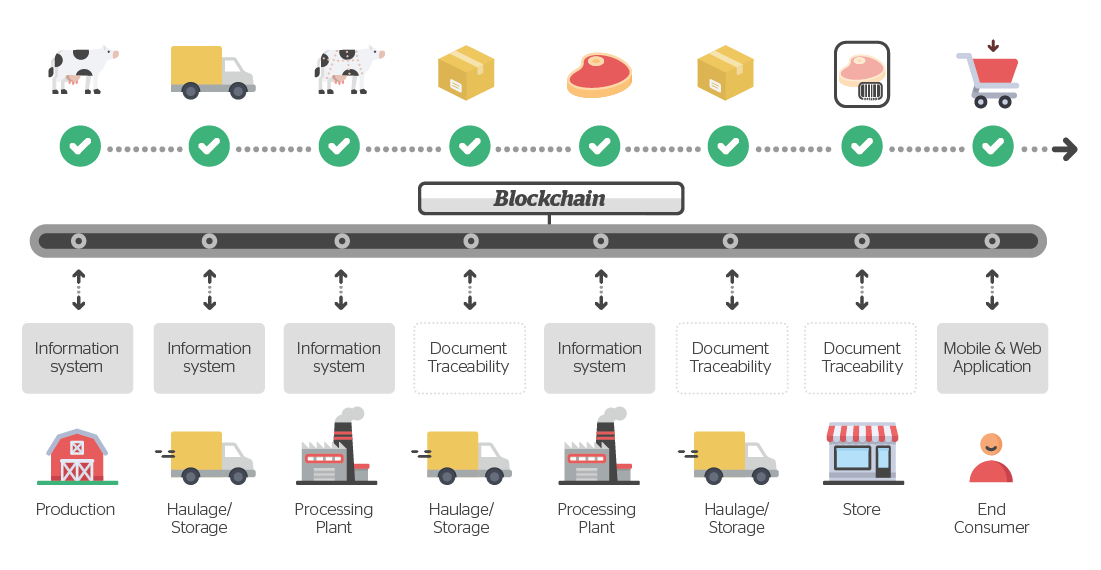 Blockchain
Information
system
Information
system
Information
system
Document
Traceability
Information
system
Document
Traceability
Document
Traceability
Mobile & Web
Application
Production
Haulage/
Storage
Processing
Plant
Haulage/
Storage
Processing
Plant
Haulage/
Storage
Store
End
Consumer